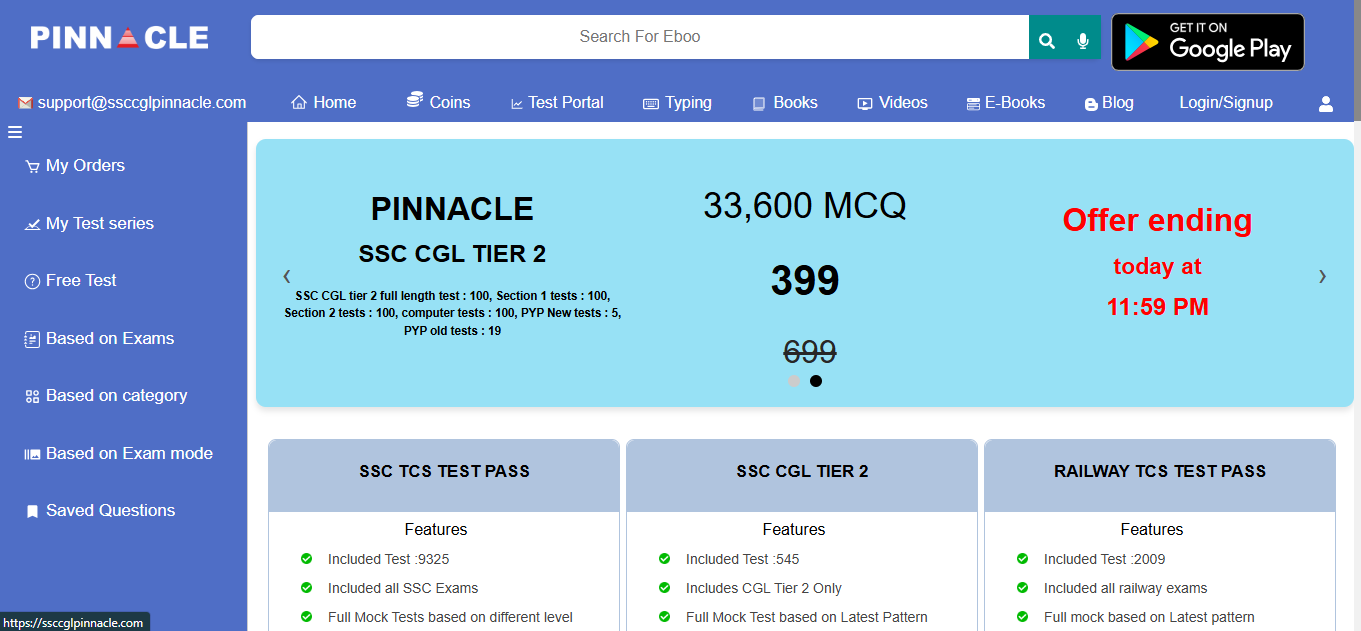 PINNACLE
Search For Eboo
GET IT ON
Google Play
support@ssccglpinnacle.com
Home
Coins
Test Portal
Typing
Books
Videos
E-Books
Blog
Login/Signup
My Orders
My Test series
Free Test
Based on Exams
Based on category
Based on Exam mode
Saved Questions
PINNACLE
SSC CGL TIER 2
SSC CGL tier 2 full length test : 100, Section 1 tests : 100,
Section 2 tests : 100, computer tests : 100, PYP New tests : 5,
PYP old tests : 19
33,600 MCQ
399
699
Offer ending
today at
11:59 PM
SSC TCS TEST PASS
Features
Included Test :9325
Included all SSC Exams
Full Mock Tests based on different level
SSC CGL TIER 2
Features
Included Test :545
Includes CGL Tier 2 Only
Full Mock Test based on Latest Pattern
RAILWAY TCS TEST PASS
Features
Included Test :2009
Included all railway exams
Full mock based on Latest pattern
https://ssccglpinnacle.com